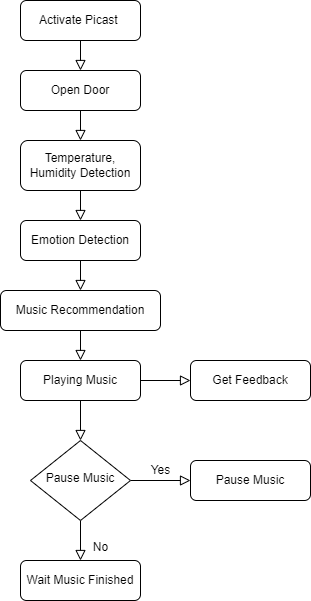 Activate Picast
Open Door
Temperature,
Humidity Detection
Emotion Detection
Music Recommendation
Playing Music
Get Feedback
Pause Music
Yes
Pause Music
No
Wait Music Finished